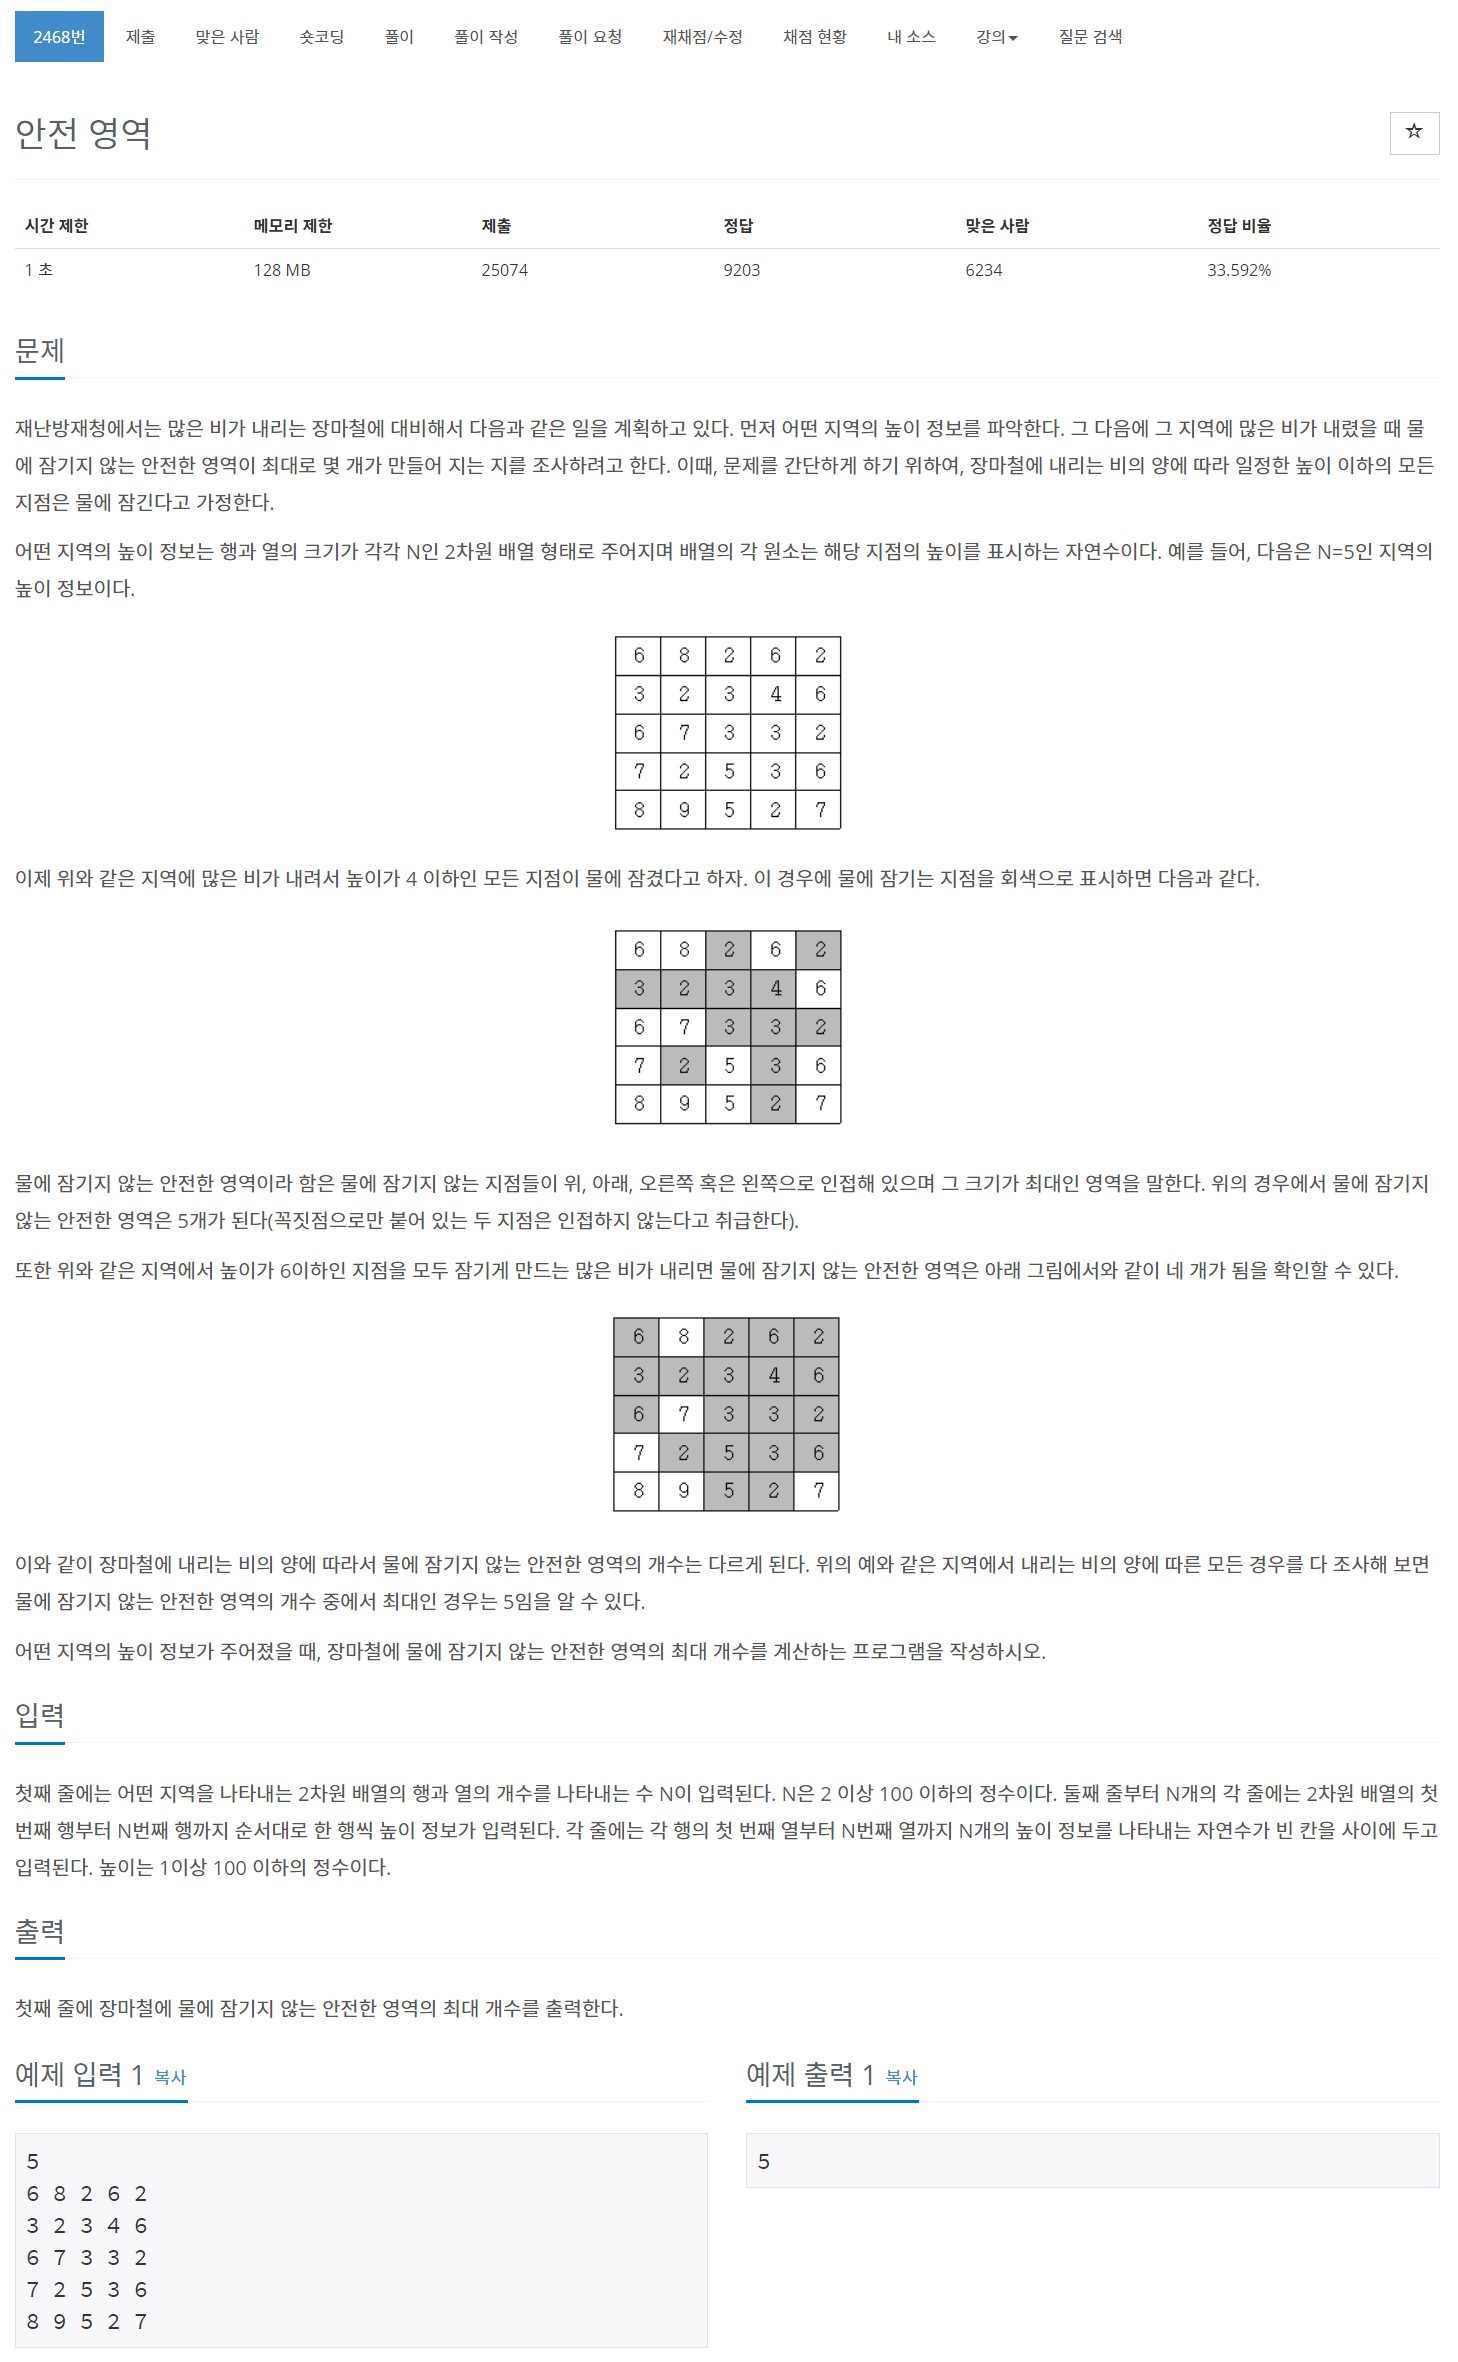 2468번 제출 맞은 사람 숏코딩 풀이 풀이 작성 풀이 요청 재채점/수정 채점 현황 내 소스 강의 질문 검색
안전 영역
☆
시간 제한 메모리 제한 제출 정답 맞은 사람 정답 비율
1 초 128 MB 25074 9203 6234 33.592%
문제
재난방재청에서는 많은 비가 내리는 장마철에 대비해서 다음과 같은 일을 계획하고 있다. 먼저 어떤 지역의 높이 정보를 파악한다. 그 다음에 그 지역에 많은 비가 내렸을 때 물
에 잠기지 않는 안전한 영역이 최대로 몇 개가 만들어 지는 지를 조사하려고 한다. 이때, 문제를 간단하게 하기 위하여, 장마철에 내리는 비의 양에 따라 일정한 높이 이하의 모든
지점은 물에 잠긴다고 가정한다.
어떤 지역의 높이 정보는 행과 열의 크기가 각각 N인 2차원 배열 형태로 주어지며 배열의 각 원소는 해당 지점의 높이를 표시하는 자연수이다. 예를 들어, 다음은 N=5인 지역의
높이 정보이다.
6 8 2 6 2
3 2 3 4 6
6 7 3 3 2
7 2 5 3 6
8 9 5 2 7
이제 위와 같은 지역에 많은 비가 내려서 높이가 4 이하인 모든 지점이 물에 잠겼다고 하자. 이 경우에 물에 잠기는 지점을 회색으로 표시하면 다음과 같다.
6 8 2 6 2
3 2 3 4 6
6 7 3 3 2
7 2 5 3 6
8 9 5 2 7
물에 잠기지 않는 안전한 영역이라 함은 물에 잠기지 않는 지점들이 위, 아래, 오른쪽 혹은 왼쪽으로 인접해 있으며 그 크기가 최대인 영역을 말한다. 위의 경우에서 물에 잠기지
않는 안전한 영역은 5개가 된다(꼭짓점으로만 붙어 있는 두 지점은 인접하지 않는다고 취급한다).
또한 위와 같은 지역에서 높이가 6이하인 지점을 모두 잠기게 만드는 많은 비가 내리면 물에 잠기지 않는 안전한 영역은 아래 그림에서와 같이 네 개가 됨을 확인할 수 있다.
6 8 2 6 2
3 2 3 4 6
6 7 3 3 2
7 2 5 3 6
8 9 5 2 7
이와 같이 장마철에 내리는 비의 양에 따라서 물에 잠기지 않는 안전한 영역의 개수는 다르게 된다. 위의 예와 같은 지역에서 내리는 비의 양에 따른 모든 경우를 다 조사해 보면
물에 잠기지 않는 안전한 영역의 개수 중에서 최대인 경우는 5임을 알 수 있다.
어떤 지역의 높이 정보가 주어졌을 때, 장마철에 물에 잠기지 않는 안전한 영역의 최대 개수를 계산하는 프로그램을 작성하시오.
입력
첫째 줄에는 어떤 지역을 나타내는 2차원 배열의 행과 열의 개수를 나타내는 수 N이 입력된다. N은 2 이상 100 이하의 정수이다. 둘째 줄부터 N개의 각 줄에는 2차원 배열의 첫
번째 행부터 N번째 행까지 순서대로 한 행씩 높이 정보가 입력된다. 각 줄에는 각 행의 첫 번째 열부터 N번째 열까지 N개의 높이 정보를 나타내는 자연수가 빈 칸을 사이에 두고
입력된다. 높이는 1이상 100 이하의 정수이다.
출력
첫째 줄에 장마철에 물에 잠기지 않는 안전한 영역의 최대 개수를 출력한다.
예제 입력 1 복사
5
6 8 2 6 2
3 2 3 4 6
6 7 3 3 2
7 2 5 3 6
8 9 5 2 7
예제 출력 1 복사
5